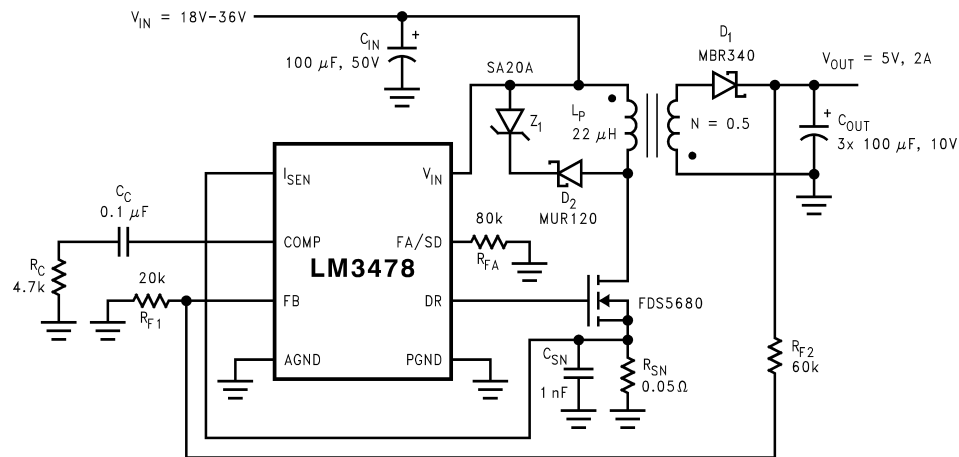 V_IN = 18V-36V
C_IN
100 μF, 50V
+
SA20A
Z_1
L_P
22 μH
D_2
MUR120
N = 0.5
D_1
MBR340
V_OUT = 5V, 2A
+
C_OUT
3x 100 μF, 10V
I_SEN
V_IN
COMP
FA/SD
LM3478
FB
DR
AGND
PGND
C_C
0.1 μF
R_C
4.7k
20k
R_F1
80k
R_FA
FDS5680
C_SN
1 nF
R_SN
0.05Ω
R_F2
60k